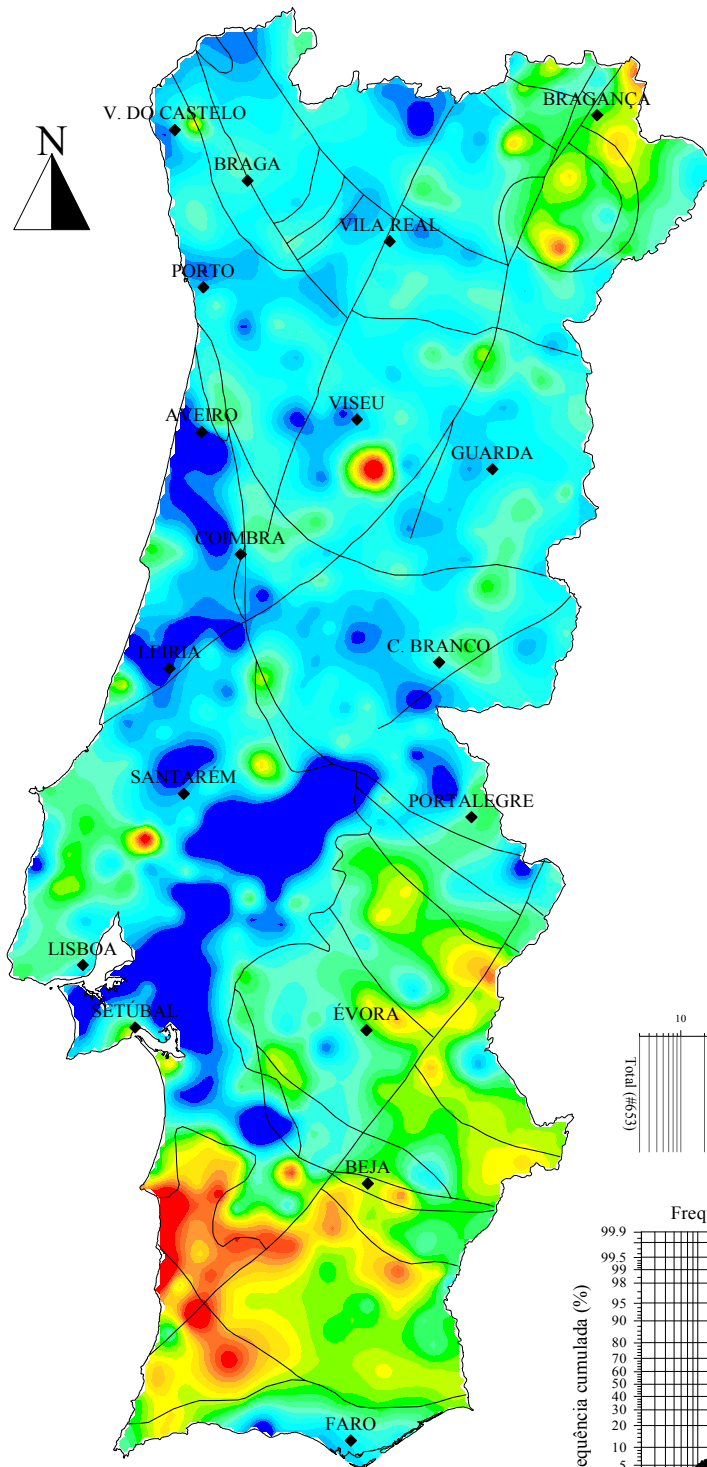 BRAGANÇA
V. DO CASTELO
N
BRAGA
VILA REAL
PORTO
VISEU
AVEIRO
GUARDA
COIMBRA
C. BRANCO
LEIRIA
SANTARÉM
PORTALEGRE
LISBOA
SETÚBAL
ÉVORA
10
Total (#653)
BEJA
Freq
99.9
99.5
99
98
95
90
80
70
60
50
40
30
20
10
5
equência cumulada (%)
FARO